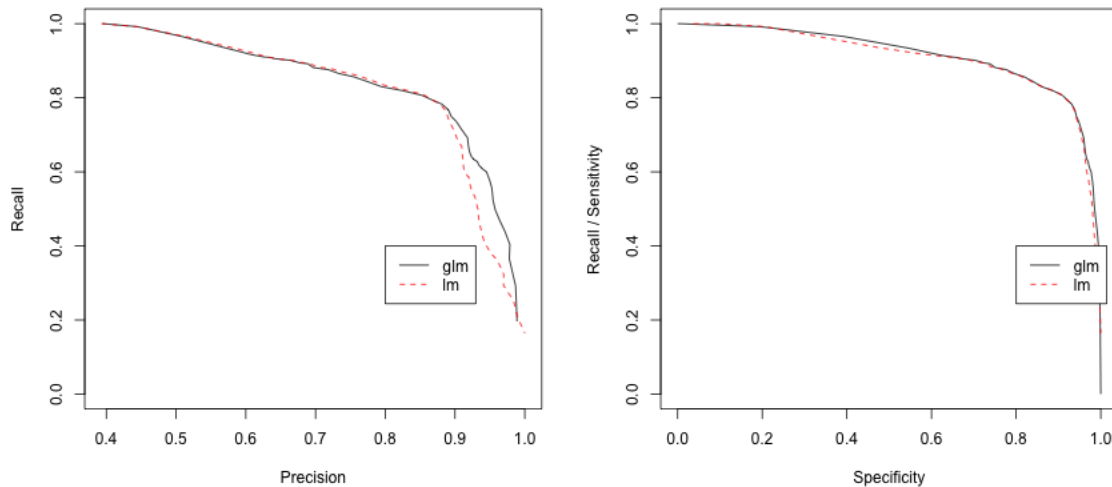 1.0
0.8
0.6
0.4
0.2
0.0
Recall
glm
lm
0.4 0.5 0.6 0.7 0.8 0.9 1.0
Precision
1.0
0.8
0.6
0.4
0.2
0.0
Recall / Sensitivity
glm
lm
0.0 0.2 0.4 0.6 0.8 1.0
Specificity